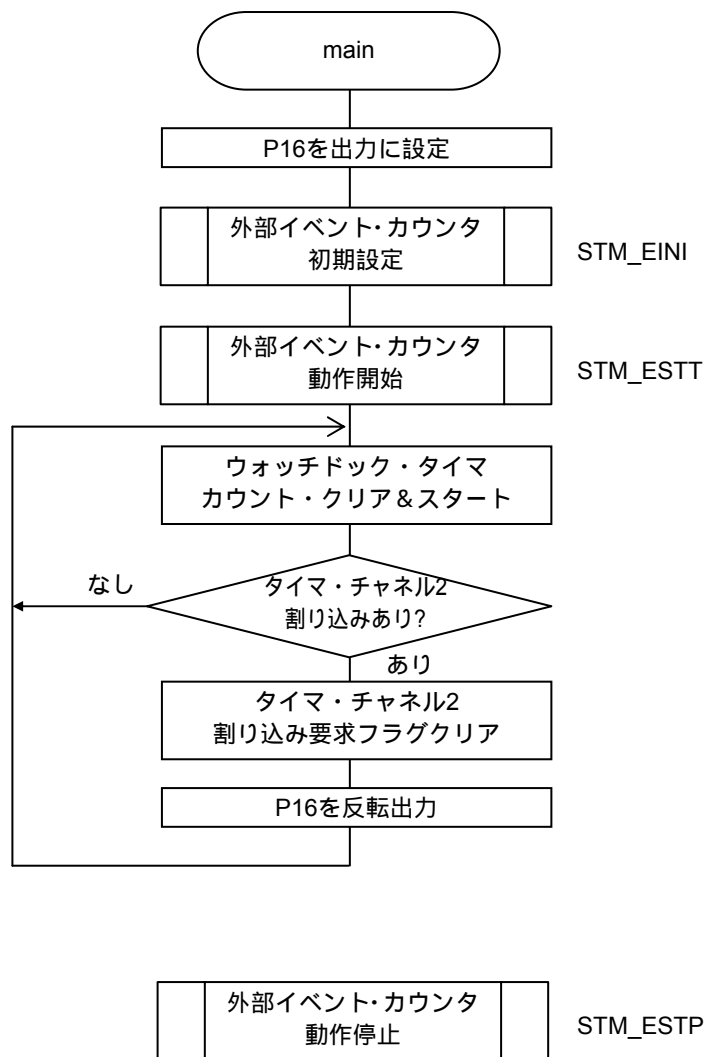 main
P16を出力に設定
外部イベント･カウンタ
初期設定
STM_EINI
外部イベント･カウンタ
動作開始
STM_ESTT
ウォッチドック・タイマ
カウント・クリア＆スタート
なし
タイマ・チャネル2
割り込みあり?
あり
タイマ・チャネル2
割り込み要求フラグクリア
P16を反転出力
外部イベント･カウンタ
動作停止
STM_ESTP